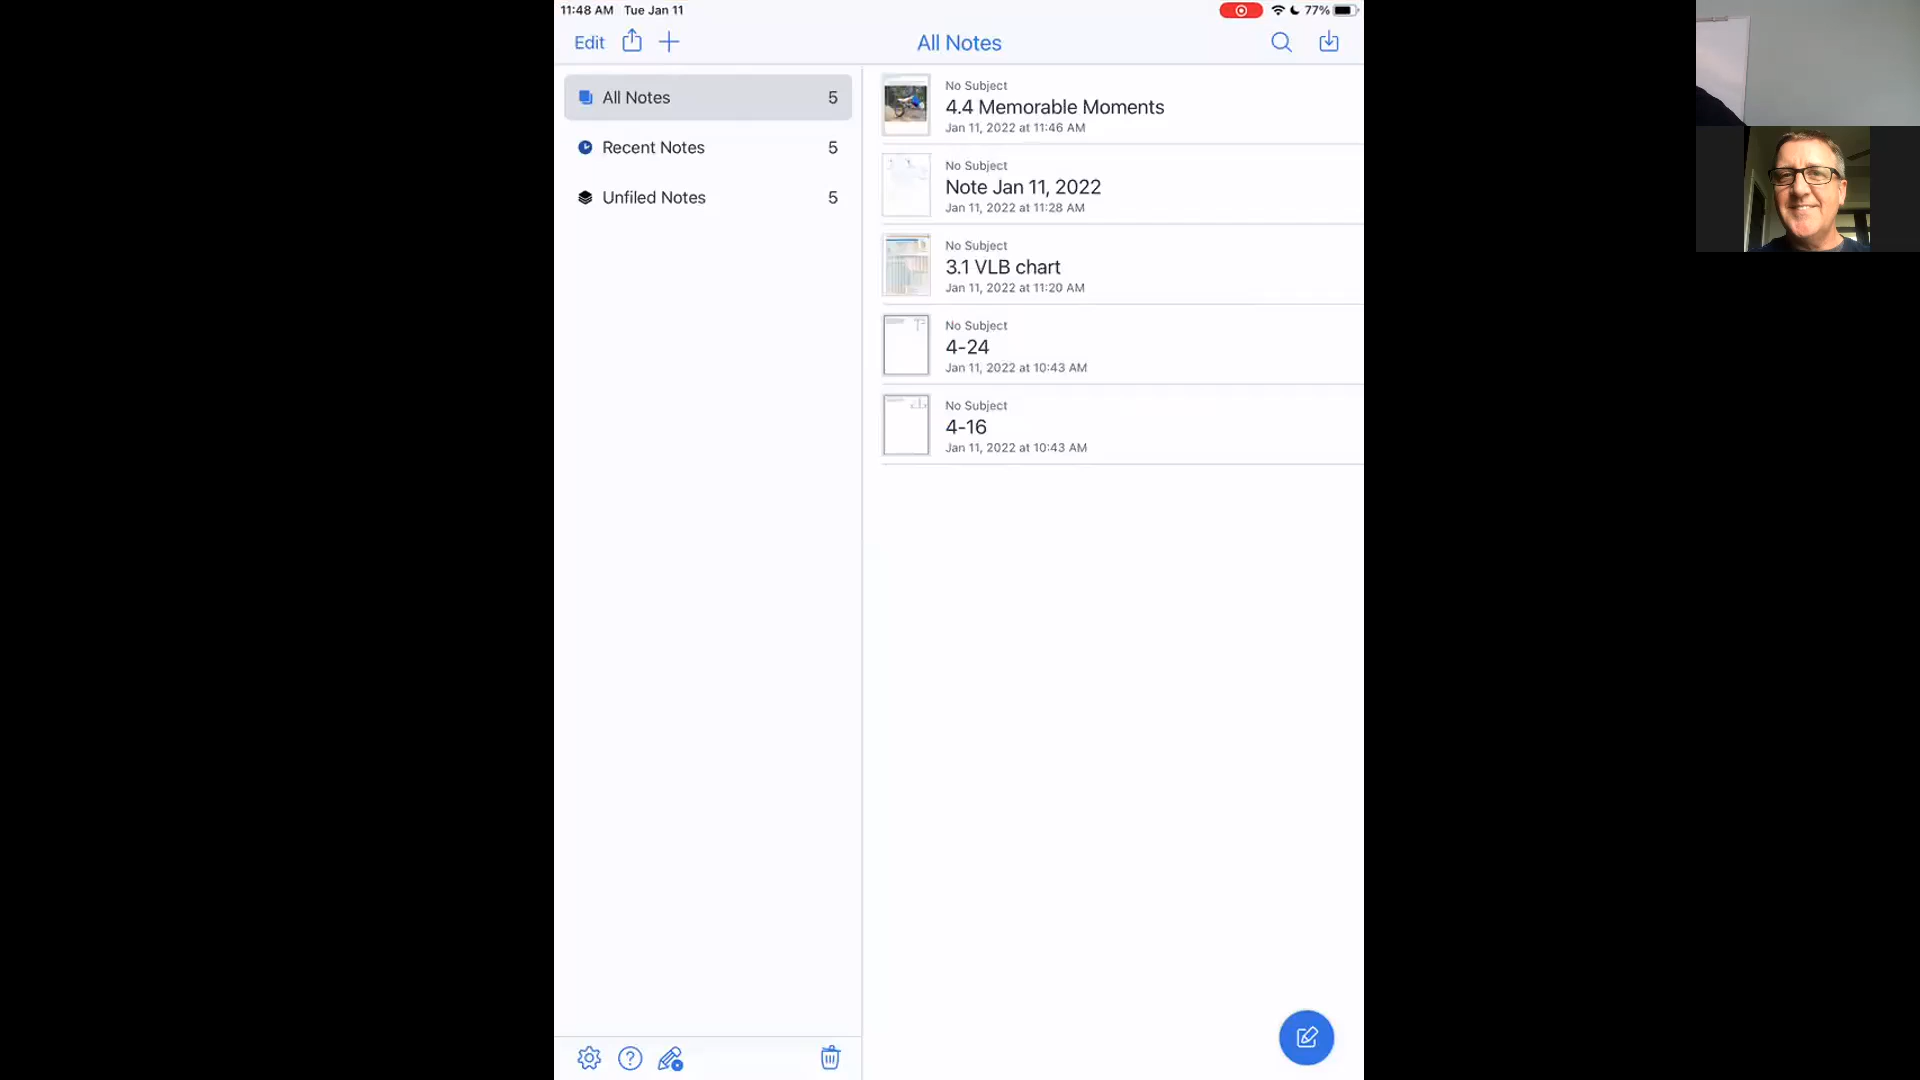 11:48 AM Tue Jan 11
77%
Edit
All Notes
All Notes 5
Recent Notes 5
Unfiled Notes 5
No Subject
4.4 Memorable Moments
Jan 11, 2022 at 11:46 AM
No Subject
Note Jan 11, 2022
Jan 11, 2022 at 11:28 AM
No Subject
3.1 VLB chart
Jan 11, 2022 at 11:20 AM
No Subject
4-24
Jan 11, 2022 at 10:43 AM
No Subject
4-16
Jan 11, 2022 at 10:43 AM